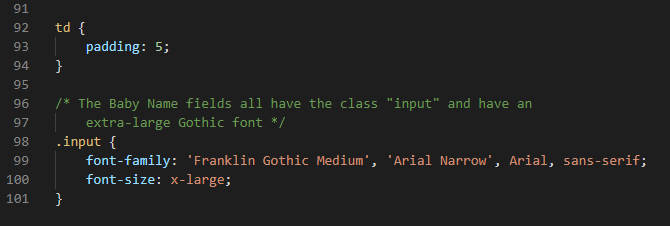 91
92 td {
93 padding: 5;
94 }
95
96 /* The Baby Name fields all have the class "input" and have an
97 extra-large Gothic font */
98 .input {
99 font-family: 'Franklin Gothic Medium', 'Arial Narrow', Arial, sans-serif;
100 font-size: x-large;
101 }